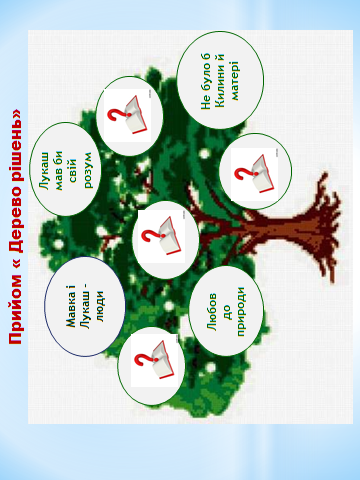 Прийом « Дерево рішень»
Лукаш
мав би
свій
розум
Не було б
Килини й
матері
Мавка і
Лукаш -
люди
Любов
до
природи